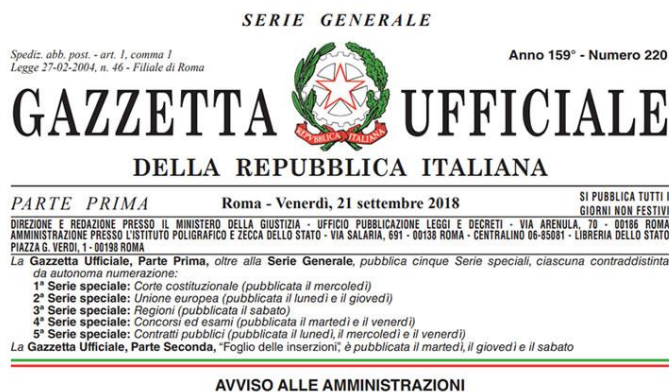 SERIE GENERALE
Spediz. abb. post. - art. 1, comma 1
Legge 27-02-2004, n. 46 - Filiale di Roma
Anno 159° - Numero 220
GAZZETTA UFFICIALE
REPVBBLICA ITALIANA
DELLA REPUBBLICA ITALIANA
PARTE PRIMA
Roma - Venerdì, 21 settembre 2018
SI PUBBLICA TUTTI I
GIORNI NON FESTIVI
DIREZIONE E REDAZIONE PRESSO IL MINISTERO DELLA GIUSTIZIA - UFFICIO PUBBLICAZIONE LEGGI E DECRETI - VIA ARENULA, 70 - 00186 ROMA
AMMINISTRAZIONE PRESSO L'ISTITUTO POLIGRAFICO E ZECCA DELLO STATO - VIA SALARIA, 691 - 00138 ROMA - CENTRALINO 06-85081 - LIBRERIA DELLO STATO
PIAZZA G. VERDI, 1 - 00198 ROMA
La Gazzetta Ufficiale, Parte Prima, oltre alla Serie Generale, pubblica cinque Serie speciali, ciascuna contraddistinta
da autonoma numerazione:
1ª Serie speciale: Corte costituzionale (pubblicata il mercoledì)
2ª Serie speciale: Unione europea (pubblicata il lunedì e il giovedì)
3ª Serie speciale: Regioni (pubblicata il sabato)
4ª Serie speciale: Concorsi ed esami (pubblicata il martedì e il venerdì)
5ª Serie speciale: Contratti pubblici (pubblicata il lunedì, il mercoledì e il venerdì)
La Gazzetta Ufficiale, Parte Seconda, "Foglio delle inserzioni", è pubblicata il martedì, il giovedì e il sabato
AVVISO ALLE AMMINISTRAZIONI